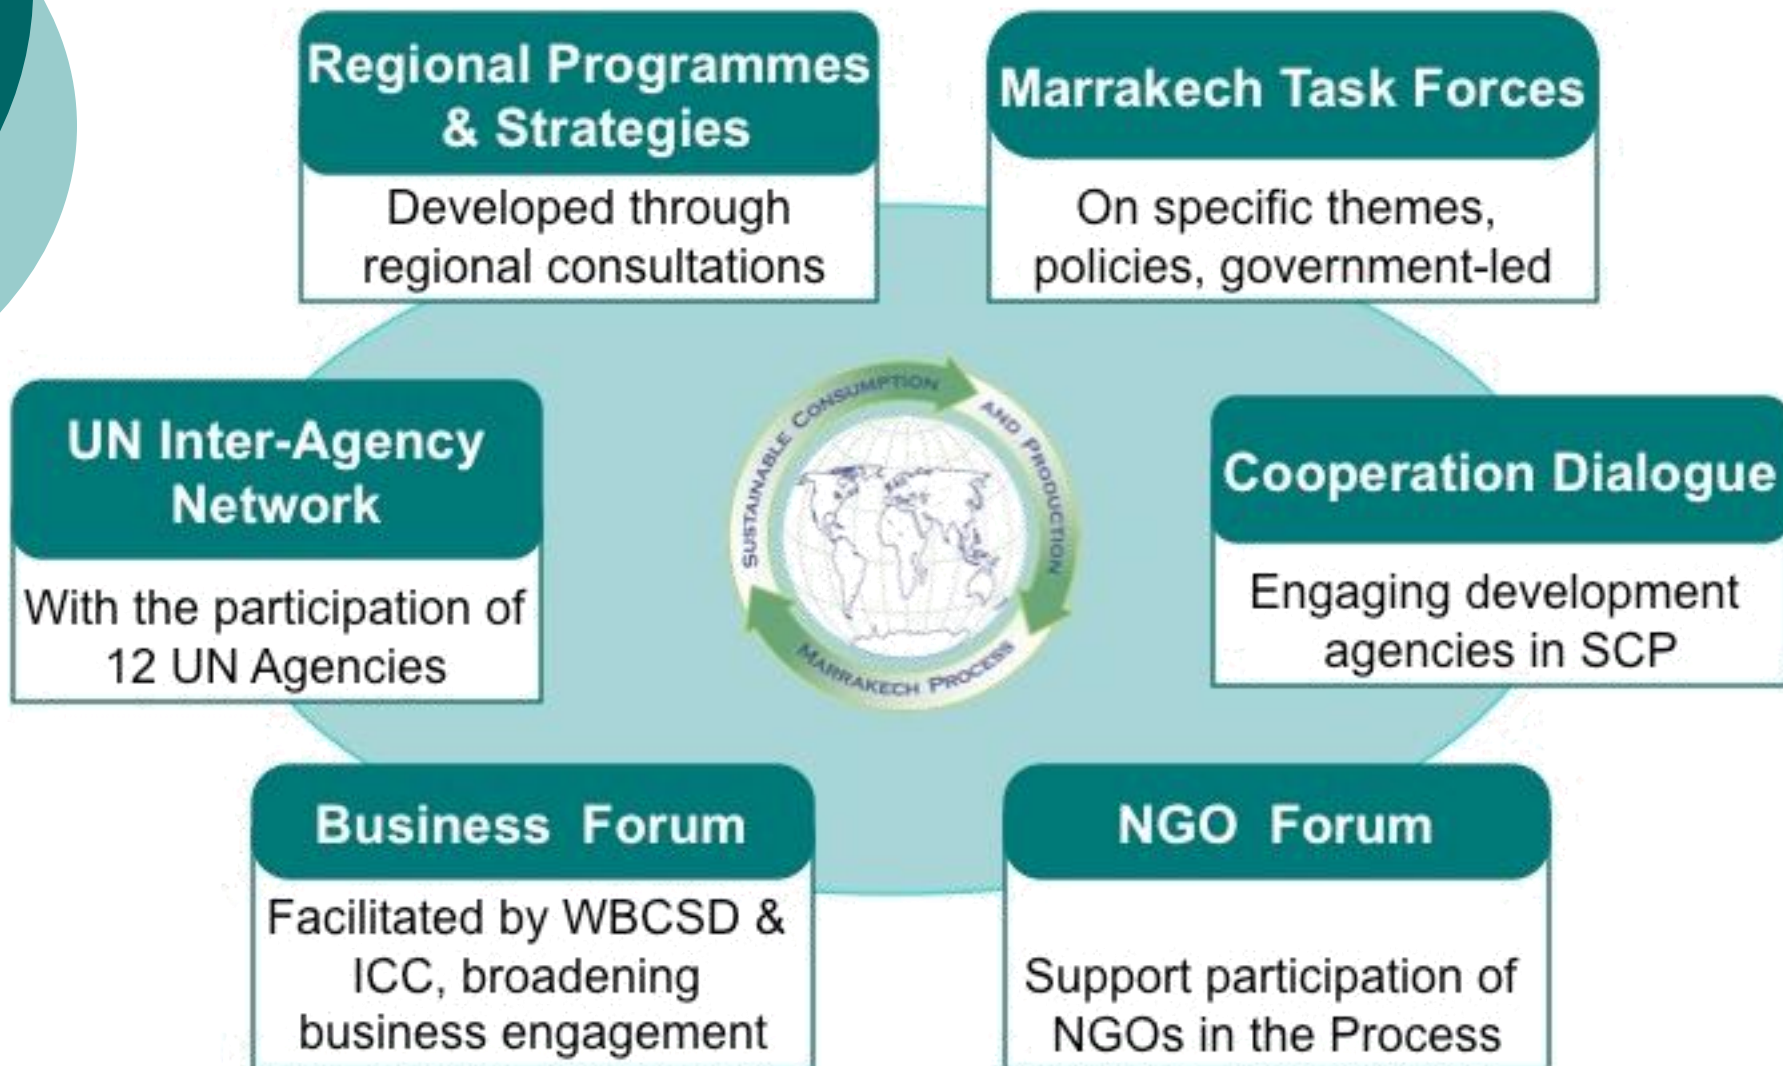 Regional Programmes
& Strategies
Developed through
regional consultations
Marrakech Task Forces
On specific themes,
policies, government-led
UN Inter-Agency
Network
With the participation of
12 UN Agencies
SUSTAINABLE CONSUMPTION
AND PRODUCTION
MARRAKECH PROCESS
Cooperation Dialogue
Engaging development
agencies in SCP
Business Forum
Facilitated by WBCSD &
ICC, broadening
business engagement
NGO Forum
Support participation of
NGOs in the Process